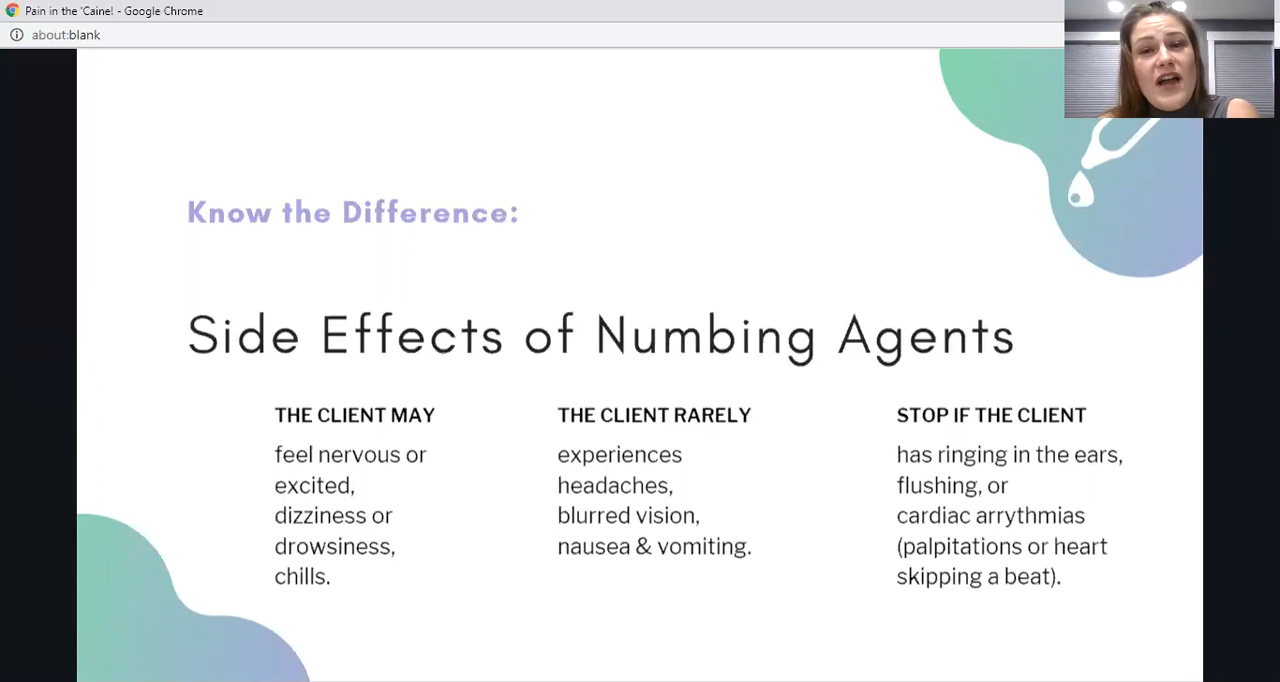 Pain in the 'Caine! - Google Chrome
about:blank
Know the Difference:
Side Effects of Numbing Agents
THE CLIENT MAY
feel nervous or
excited,
dizziness or
drowsiness,
chills.
THE CLIENT RARELY
experiences
headaches,
blurred vision,
nausea & vomiting.
STOP IF THE CLIENT
has ringing in the ears,
flushing, or
cardiac arrythmias
(palpitations or heart
skipping a beat).